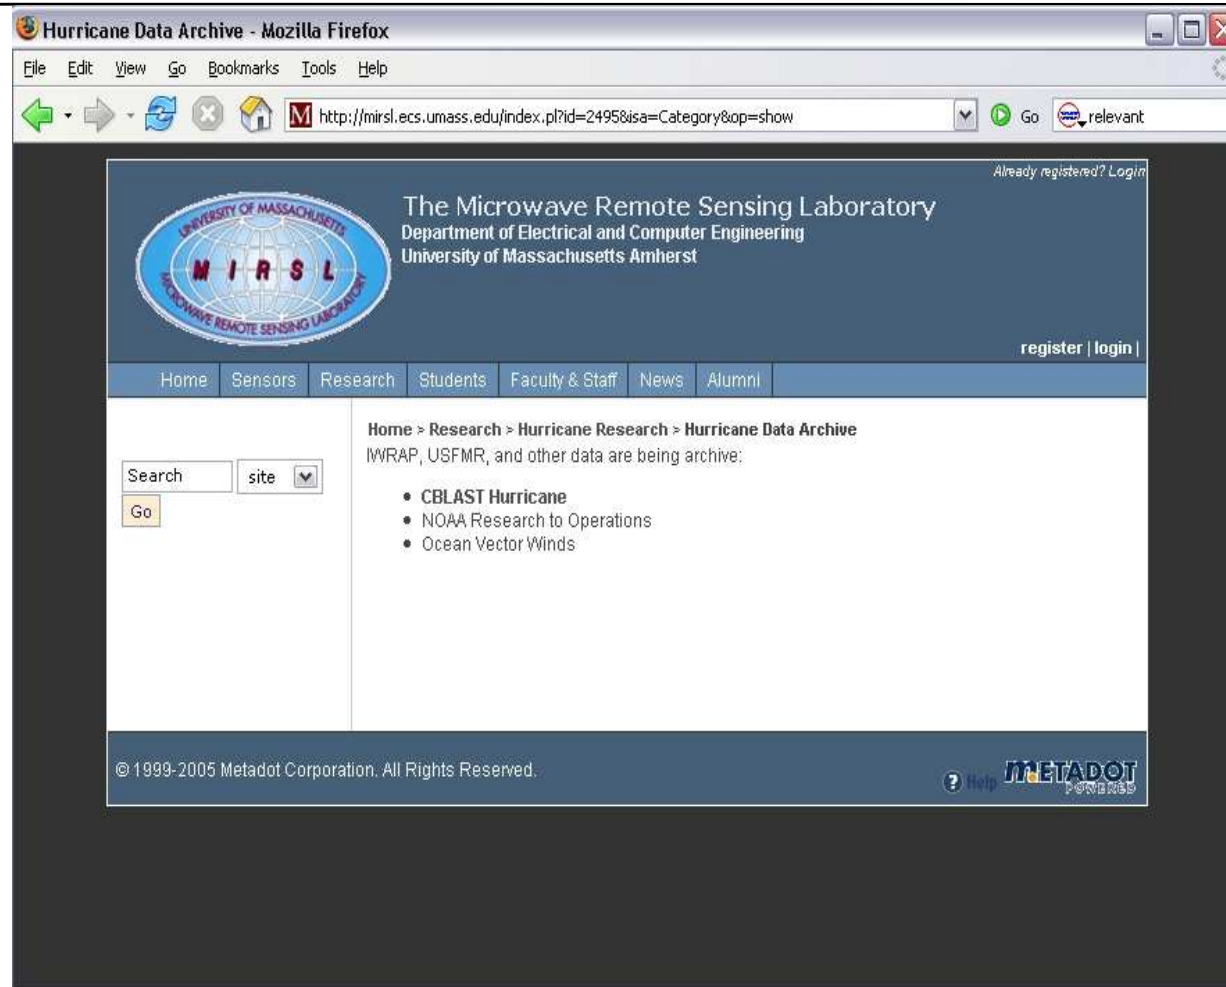 Hurricane Data Archive - Mozilla Firefox
File Edit View Go Bookmarks Tools Help
http://mirsl.ecs.umass.edu/index.pl?id=2495&isa=Category&op=show Go relevant
Already registered? Login
UNIVERSITY OF MASSACHUSETTS
MIRSL
MICROWAVE REMOTE SENSING LABORATORY
The Microwave Remote Sensing Laboratory
Department of Electrical and Computer Engineering
University of Massachusetts Amherst
register | login |
Home Sensors Research Students Faculty & Staff News Alumni
Home > Research > Hurricane Research > Hurricane Data Archive
IWRAP, USFMR, and other data are being archive:
Search site
Go
• CBLAST Hurricane
• NOAA Research to Operations
• Ocean Vector Winds
© 1999-2005 Metadot Corporation. All Rights Reserved.
? Help METADOT
POWERED